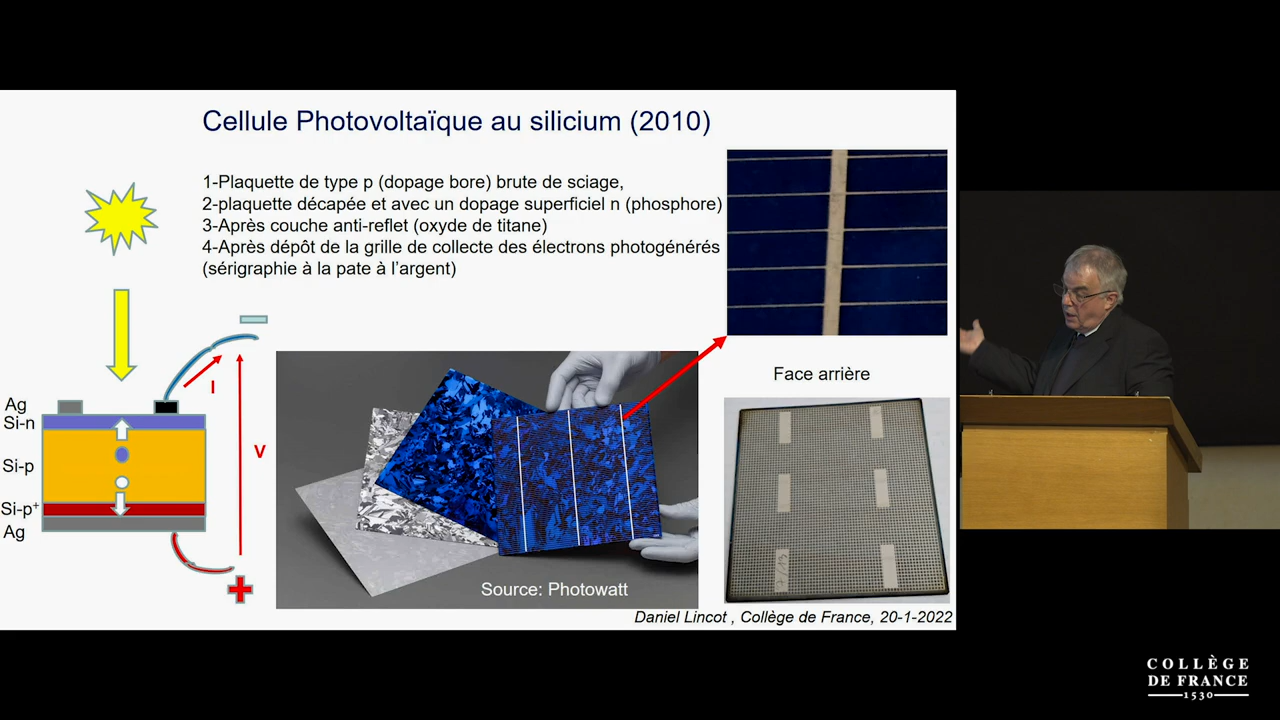 Cellule Photovoltaïque au silicium (2010)
1-Plaquette de type p (dopage bore) brute de sciage,
2-plaquette décapée et avec un dopage superficiel n (phosphore)
3-Après couche anti-reflet (oxyde de titane)
4-Après dépôt de la grille de collecte des électrons photogénérés
(sérigraphie à la pate à l'argent)
I
V
Ag
Si-n
Si-p
Si-p+
Ag
Source: Photowatt
Face arrière
Daniel Lincot , Collège de France, 20-1-2022
COLLÈGE
DE FRANCE
1530